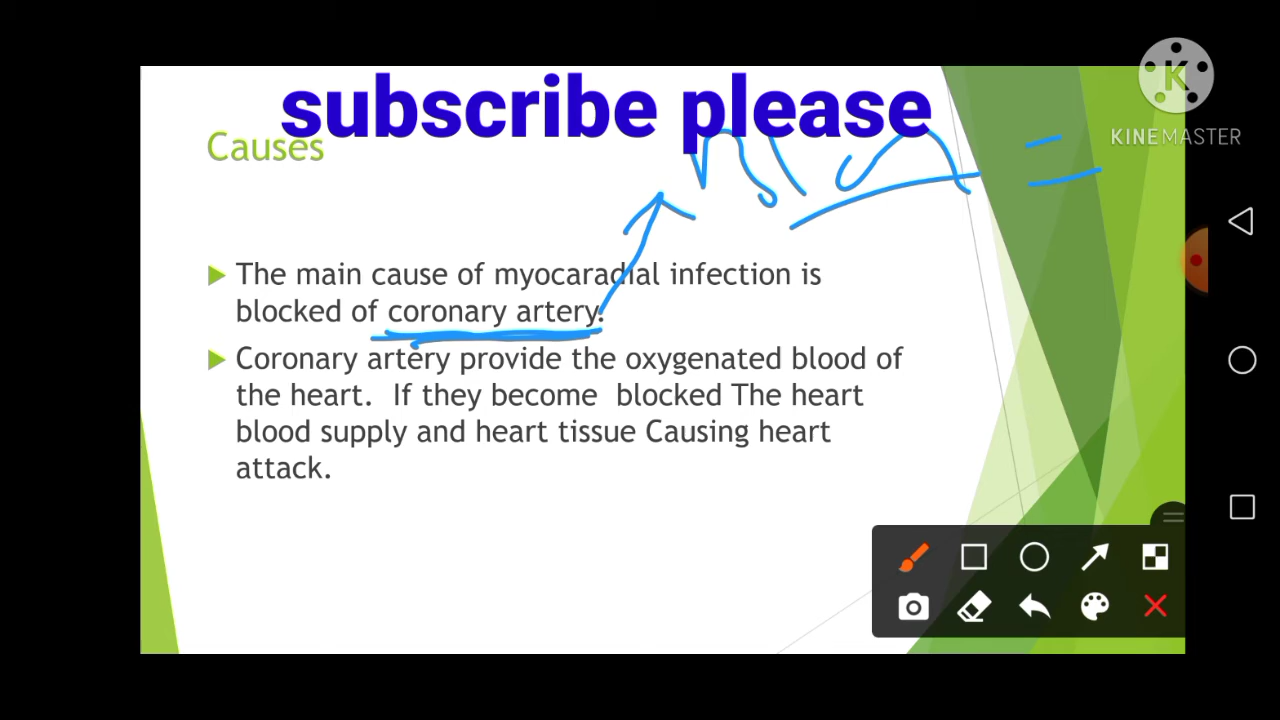 subscribe please
KINEMASTER
Causes
The main cause of myocaradial infection is
blocked of coronary artery.
Coronary artery provide the oxygenated blood of
the heart. If they become blocked The heart
blood supply and heart tissue Causing heart
attack.